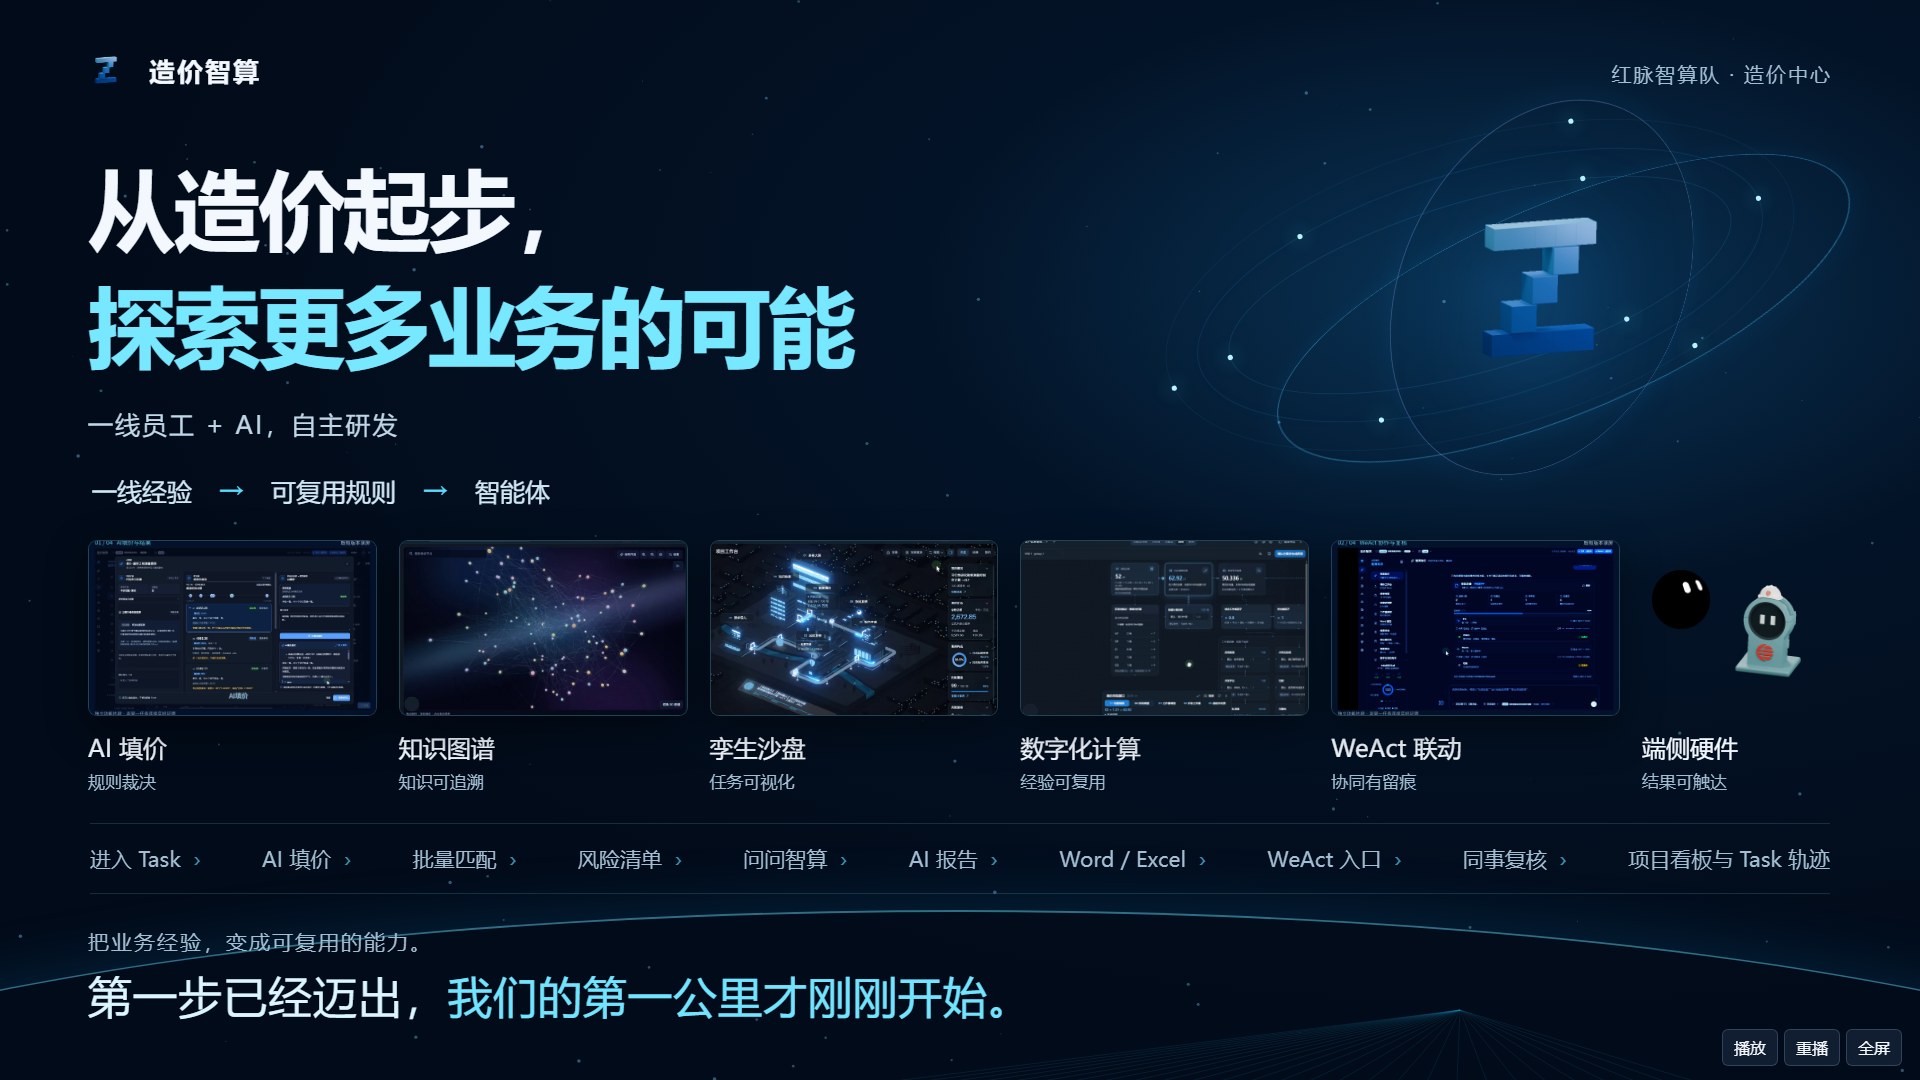 造价智算
红脉智算队 · 造价中心
从造价起步，
探索更多业务的可能
一线员工 + AI，自主研发
一线经验 → 可复用规则 → 智能体
AI 填价
规则裁决
知识图谱
知识可追溯
孪生沙盘
任务可视化
数字化计算
经验可复用
WeAct 联动
协同有留痕
端侧硬件
结果可触达
进入 Task › AI 填价 › 批量匹配 › 风险清单 › 问问智算 › AI 报告 › Word / Excel › WeAct 入口 › 同事复核 › 项目看板与 Task 轨迹
把业务经验，变成可复用的能力。
第一步已经迈出，我们的第一公里才刚刚开始。
播放 重播 全屏